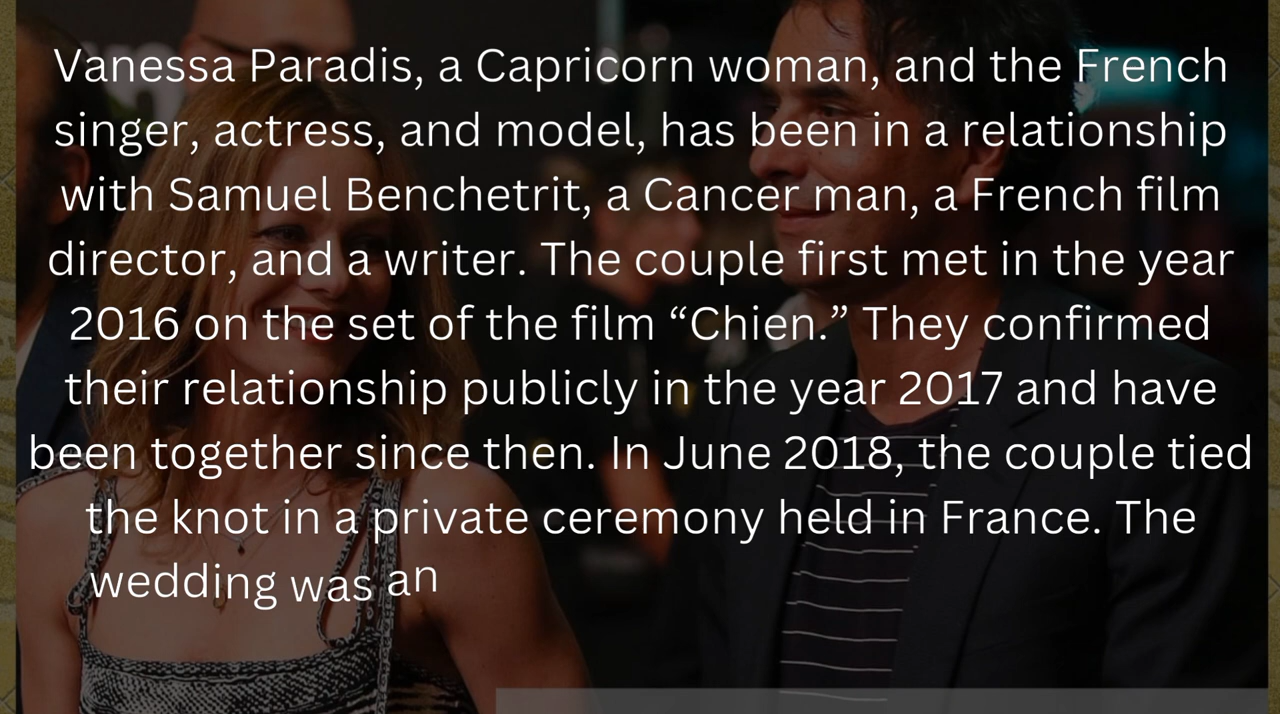 Vanessa Paradis, a Capricorn woman, and the French
singer, actress, and model, has been in a relationship
with Samuel Benchetrit, a Cancer man, a French film
director, and a writer. The couple first met in the year
2016 on the set of the film “Chien.” They confirmed
their relationship publicly in the year 2017 and have
been together since then. In June 2018, the couple tied
the knot in a private ceremony held in France. The
wedding was an